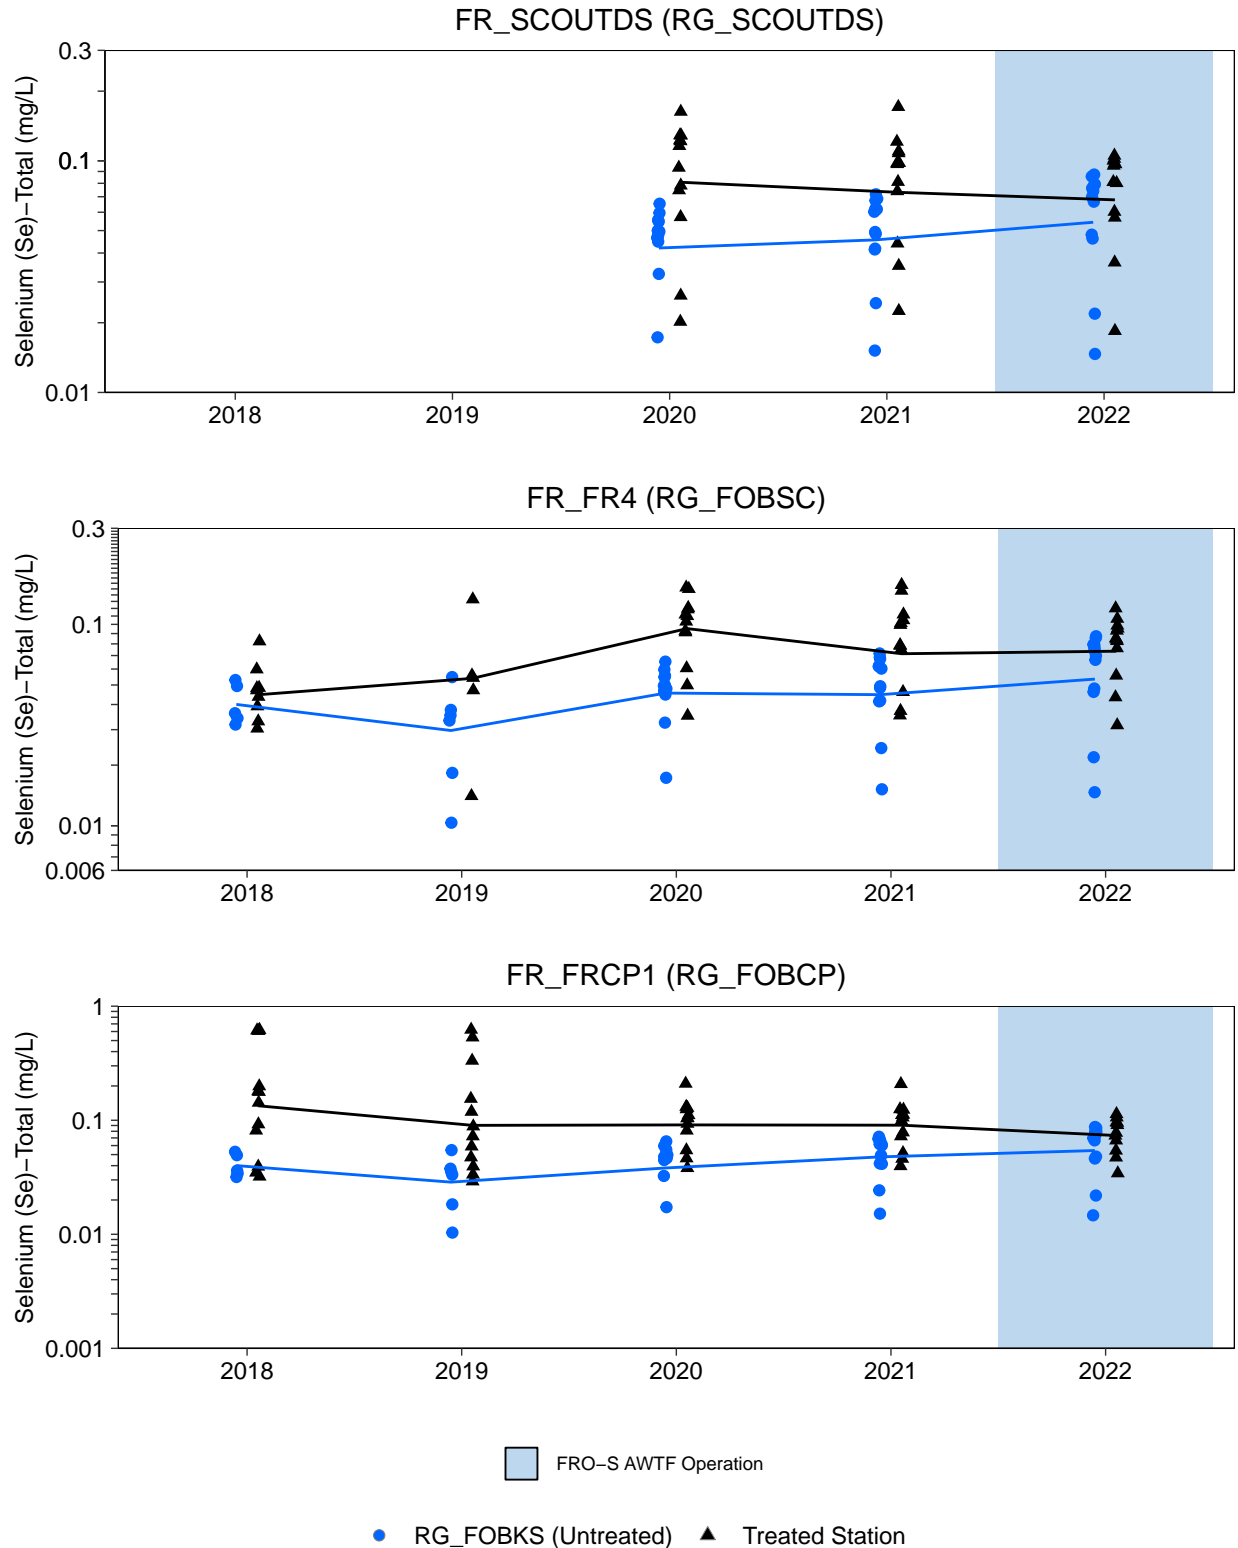 FR_SCOUTDS (RG_SCOUTDS)
Selenium (Se)−Total (mg/L)
0.3
0.1
0.01
2018 2019 2020 2021 2022
FR_FR4 (RG_FOBSC)
Selenium (Se)−Total (mg/L)
0.3
0.1
0.01
0.006
2018 2019 2020 2021 2022
FR_FRCP1 (RG_FOBCP)
Selenium (Se)−Total (mg/L)
1
0.1
0.01
0.001
2018 2019 2020 2021 2022
FRO−S AWTF Operation
RG_FOBKS (Untreated) Treated Station